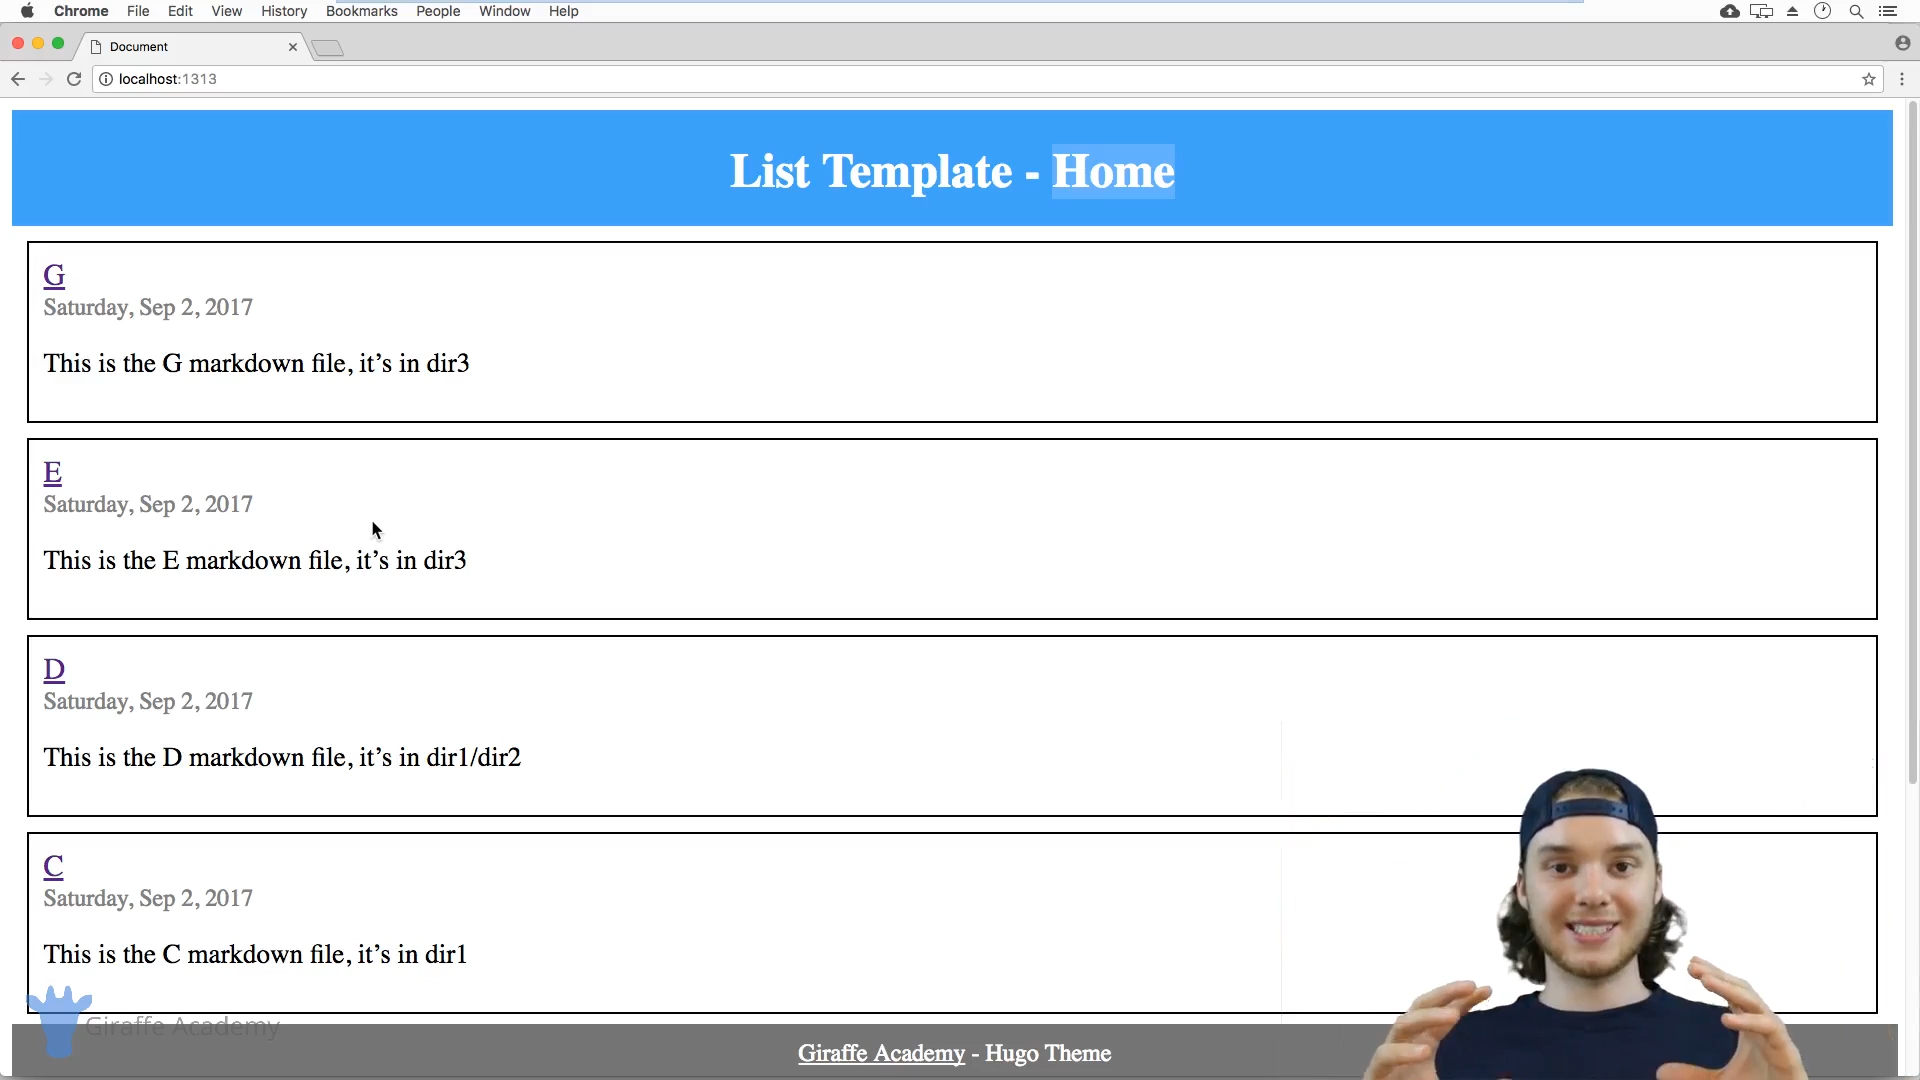 Chrome File Edit View History Bookmarks People Window Help
Document
localhost:1313
List Template - Home
G
Saturday, Sep 2, 2017
This is the G markdown file, it’s in dir3
E
Saturday, Sep 2, 2017
This is the E markdown file, it’s in dir3
D
Saturday, Sep 2, 2017
This is the D markdown file, it’s in dir1/dir2
C
Saturday, Sep 2, 2017
This is the C markdown file, it’s in dir1
Giraffe Academy
Giraffe Academy - Hugo Theme